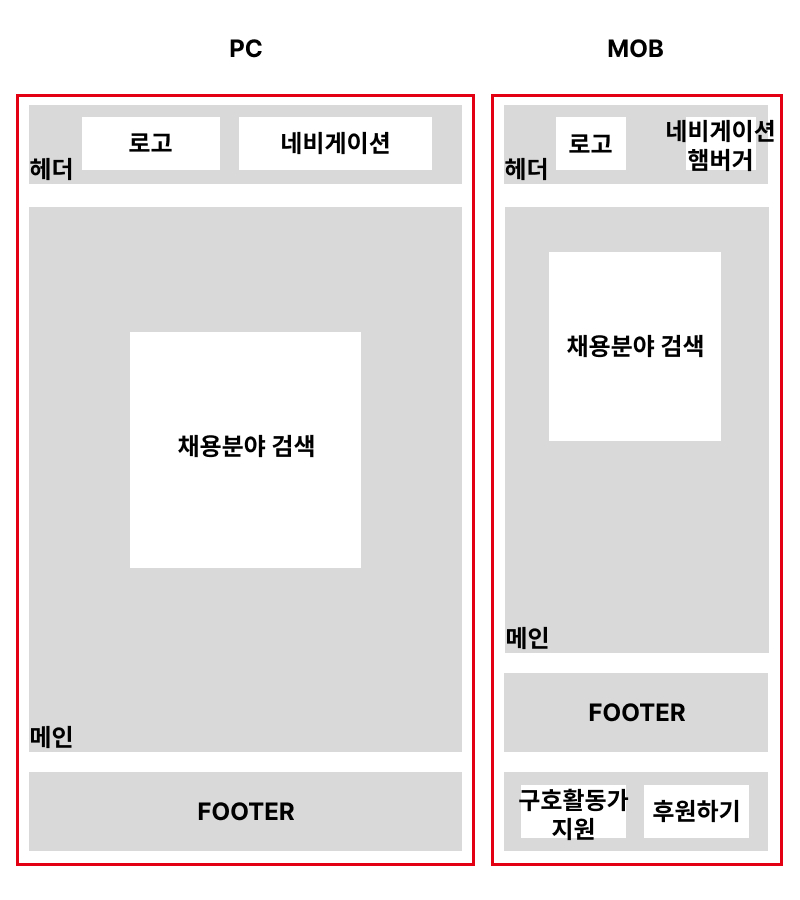 PC
로고
네비게이션
헤더
채용분야 검색
메인
FOOTER
MOB
로고
네비게이션
햄버거
헤더
채용분야 검색
메인
FOOTER
구호활동가
지원
후원하기